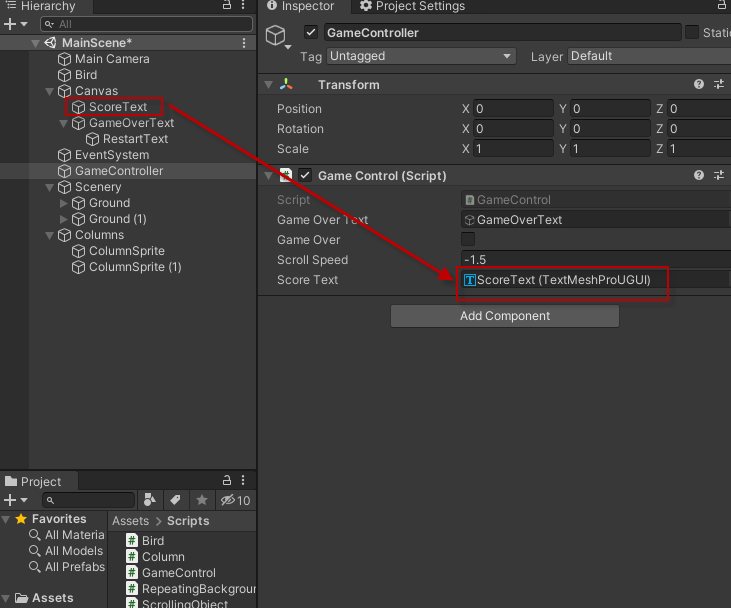 Hierarchy
All
MainScene*
Main Camera
Bird
Canvas
ScoreText
GameOverText
RestartText
EventSystem
GameController
Scenery
Ground
Ground (1)
Columns
ColumnSprite
ColumnSprite (1)
Inspector
Project Settings
GameController
Stati
Tag Untagged Layer Default
Transform
Position X 0 Y 0 Z 0
Rotation X 0 Y 0 Z 0
Scale X 1 Y 1 Z 1
# Game Control (Script)
Script # GameControl
Game Over Text GameOverText
Game Over
Scroll Speed -1.5
Score Text ScoreText (TextMeshProUGUI)
Add Component
Project
10
Favorites
All Materia
All Models
All Prefabs
Assets
Assets > Scripts
# Bird
# Column
# GameControl
# RepeatingBackgroun
# ScrollingObject